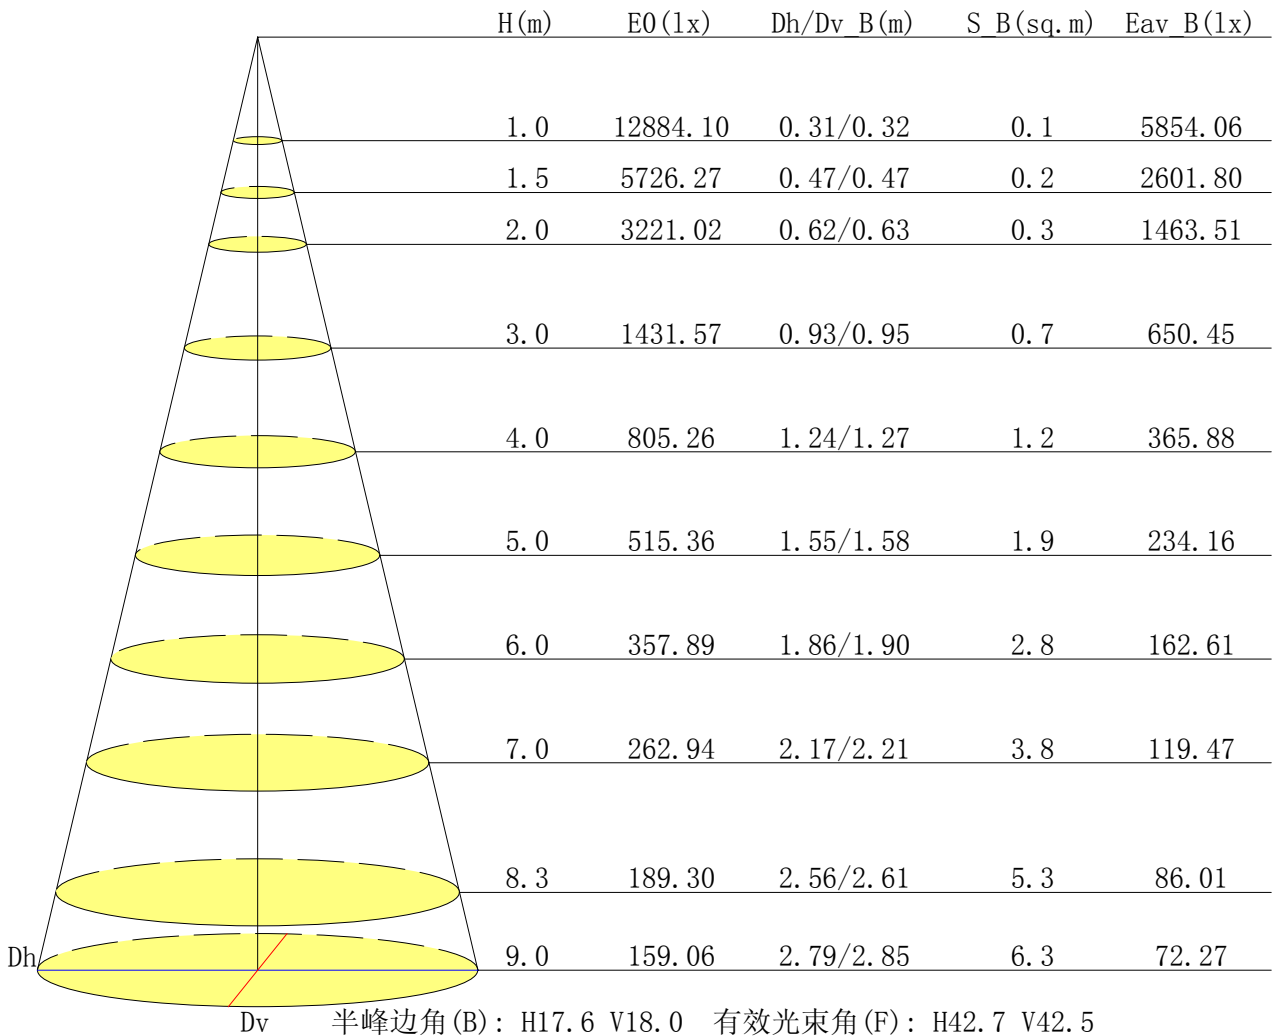 H(m) E0(lx) Dh/Dv_B(m) S_B(sq.m) Eav_B(lx)
1.0 12884.10 0.31/0.32 0.1 5854.06
1.5 5726.27 0.47/0.47 0.2 2601.80
2.0 3221.02 0.62/0.63 0.3 1463.51
3.0 1431.57 0.93/0.95 0.7 650.45
4.0 805.26 1.24/1.27 1.2 365.88
5.0 515.36 1.55/1.58 1.9 234.16
6.0 357.89 1.86/1.90 2.8 162.61
7.0 262.94 2.17/2.21 3.8 119.47
8.3 189.30 2.56/2.61 5.3 86.01
Dh 9.0 159.06 2.79/2.85 6.3 72.27
Dv 半峰边角(B): H17.6 V18.0 有效光束角(F): H42.7 V42.5